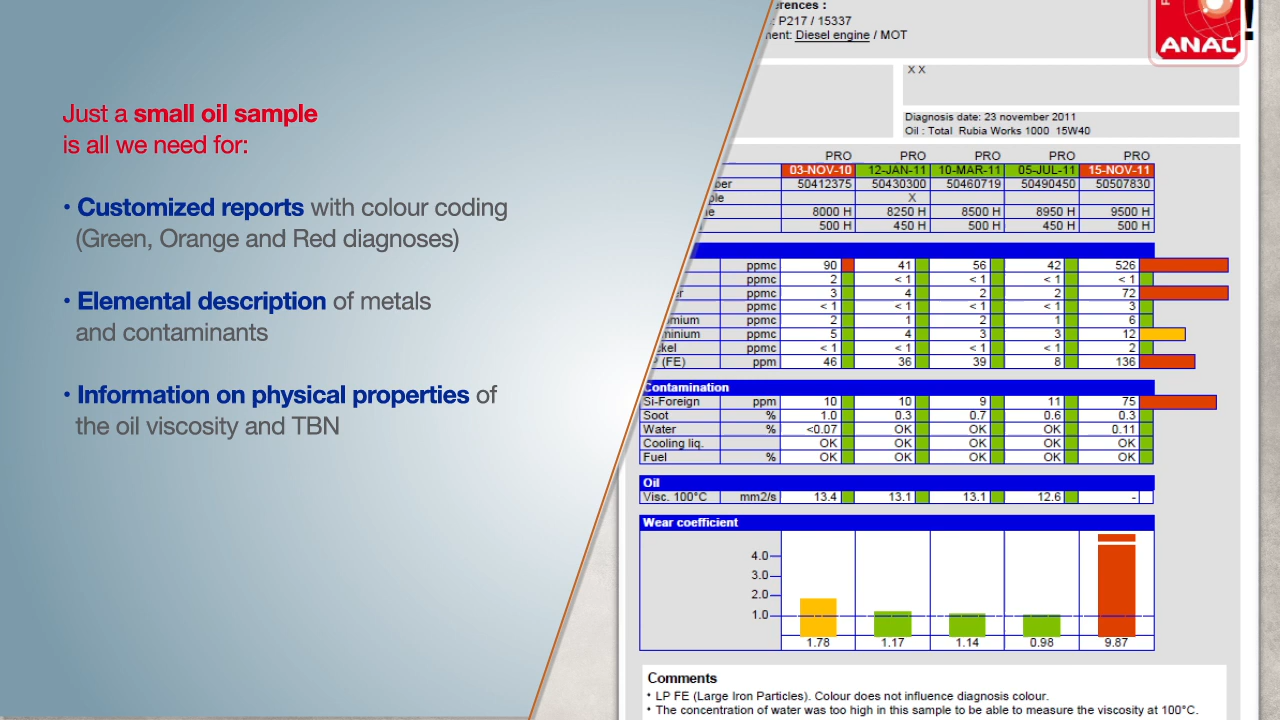 Just a small oil sample
is all we need for:
• Customized reports with colour coding
(Green, Orange and Red diagnoses)
• Elemental description of metals
and contaminants
• Information on physical properties of
the oil viscosity and TBN
: P217 / 15337
Diesel engine / MOT
ANAC
X X
Diagnosis date: 23 november 2011
Oil : Total Rubia Works 1000 15W40
PRO PRO PRO PRO PRO
03-NOV-10 12-JAN-11 10-MAR-11 05-JUL-11 15-NOV-11
50412375 50430300 50460719 50490450 50507830
X
8000 H 8250 H 8500 H 8950 H 9500 H
500 H 450 H 500 H 450 H 500 H
ppmc 90 41 56 42 526
ppmc 2 < 1 < 1 < 1 < 1
ppmc 3 4 2 2 72
ppmc < 1 < 1 < 1 < 1 3
ppmc 2 1 2 1 6
ppmc 5 4 3 3 12
ppmc < 1 < 1 < 1 < 1 2
(FE) ppm 46 36 39 8 136
Contamination
Si-Foreign ppm 10 10 9 11 75
Soot % 1.0 0.3 0.7 0.6 0.3
Water % <0.07 OK OK OK 0.11
Cooling liq. OK OK OK OK OK
Fuel % OK OK OK OK OK
Oil
Visc. 100°C mm2/s 13.4 13.1 13.1 12.6 -
Wear coefficient
4.0
3.0
2.0
1.0
1.78 1.17 1.14 0.98 9.87
Comments
• LP FE (Large Iron Particles). Colour does not influence diagnosis colour.
• The concentration of water was too high in this sample to be able to measure the viscosity at 100°C.